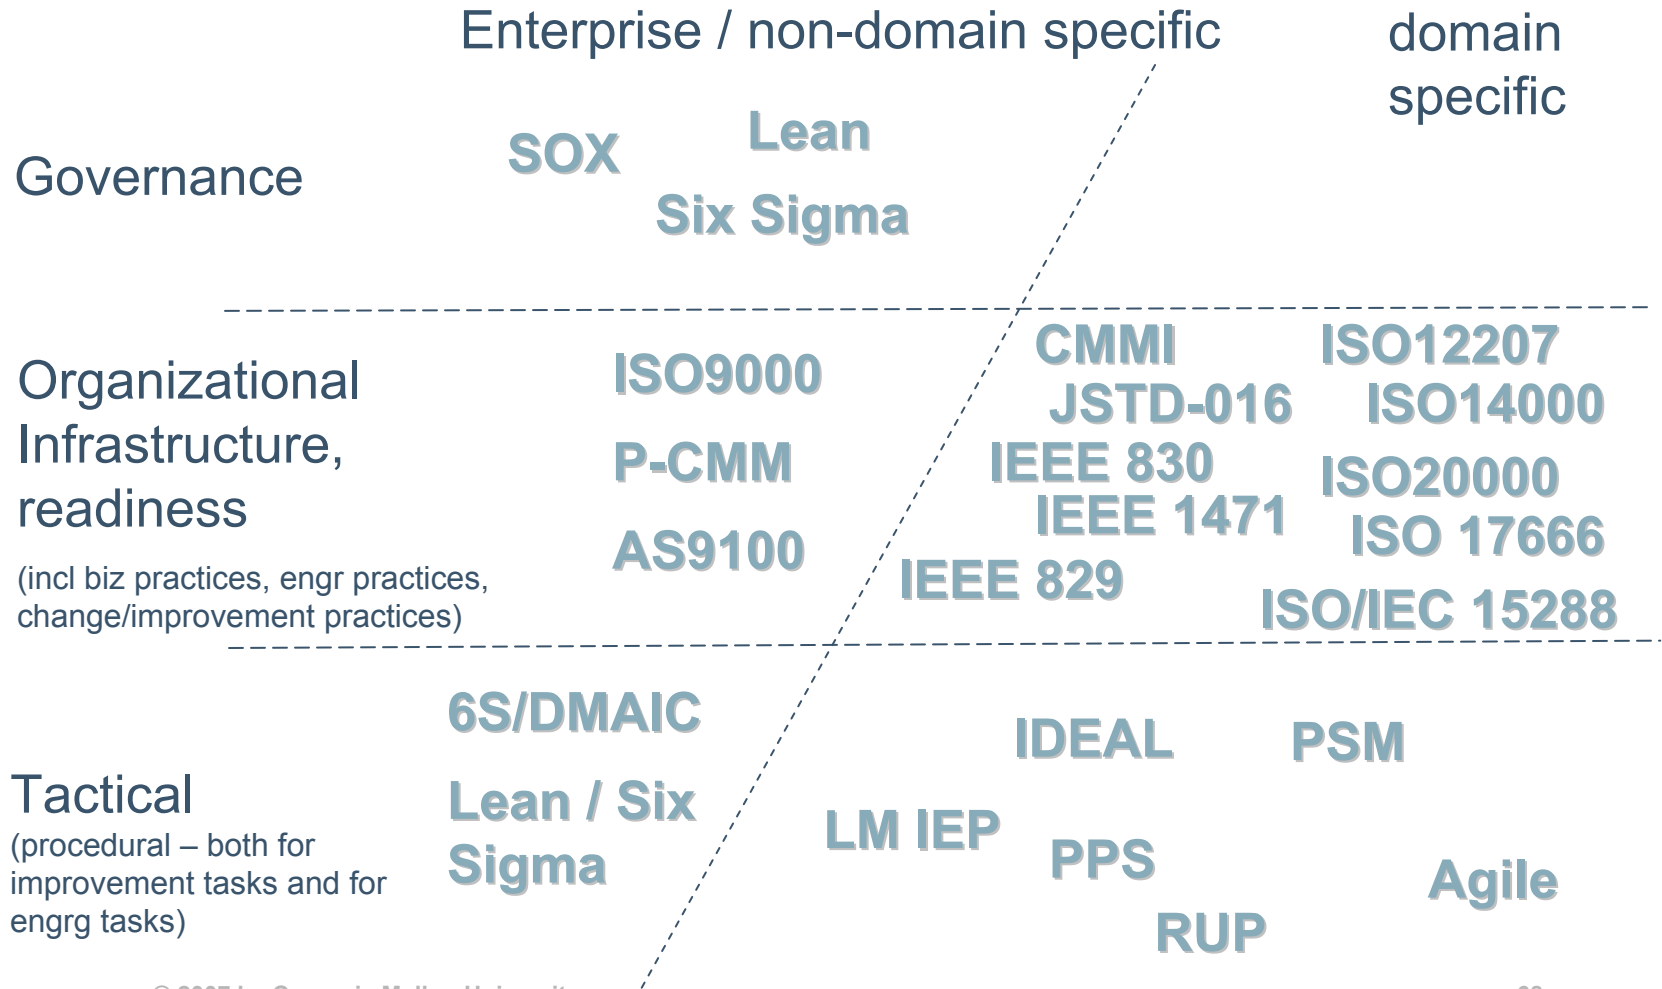 Enterprise / non-domain specific
domain
specific
Governance
SOX
Lean
Six Sigma
Organizational
Infrastructure,
readiness
(incl biz practices, engr practices,
change/improvement practices)
ISO9000
P-CMM
AS9100
CMMI
ISO12207
JSTD-016
ISO14000
IEEE 830
ISO20000
IEEE 1471
ISO 17666
IEEE 829
ISO/IEC 15288
Tactical
(procedural – both for
improvement tasks and for
engrg tasks)
6S/DMAIC
Lean / Six
Sigma
IDEAL
PSM
LM IEP
PPS
Agile
RUP